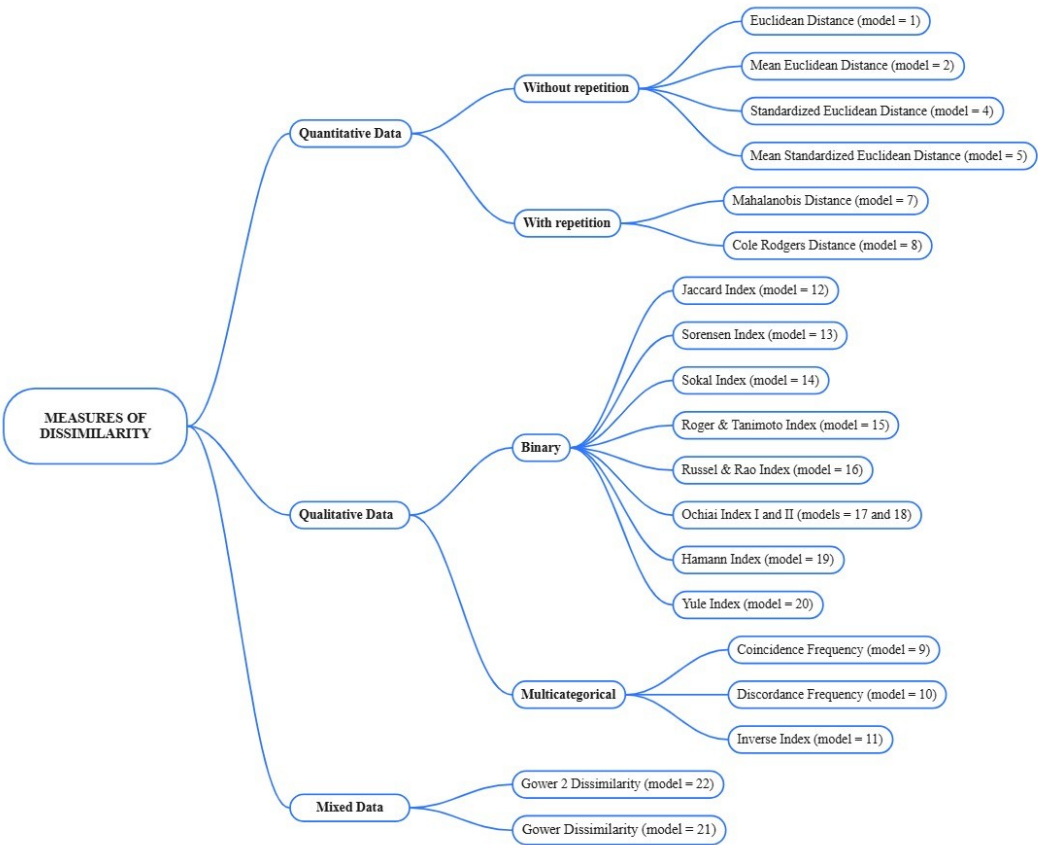 Euclidean Distance (model = 1)
Mean Euclidean Distance (model = 2)
Without repetition
Standardized Euclidean Distance (model = 4)
Quantitative Data
Mean Standardized Euclidean Distance (model = 5)
Mahalanobis Distance (model = 7)
With repetition
Cole Rodgers Distance (model = 8)
Jaccard Index (model = 12)
Sorensen Index (model = 13)
Sokal Index (model = 14)
MEASURES OF
DISSIMILARITY
Roger & Tanimoto Index (model = 15)
Binary
Russel & Rao Index (model = 16)
Qualitative Data
Ochiai Index I and II (models = 17 and 18)
Hamann Index (model = 19)
Yule Index (model = 20)
Coincidence Frequency (model = 9)
Multicategorical
Discordance Frequency (model = 10)
Inverse Index (model = 11)
Gower 2 Dissimilarity (model = 22)
Mixed Data
Gower Dissimilarity (model = 21)